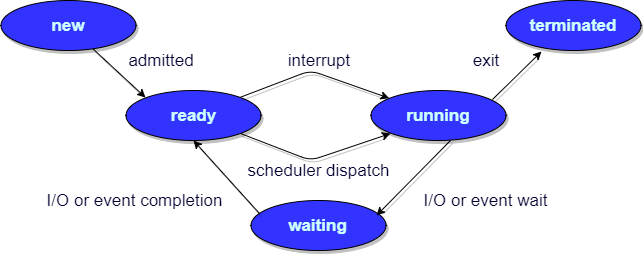 new
terminated
admitted
interrupt
exit
ready
running
scheduler dispatch
I/O or event completion
I/O or event wait
waiting